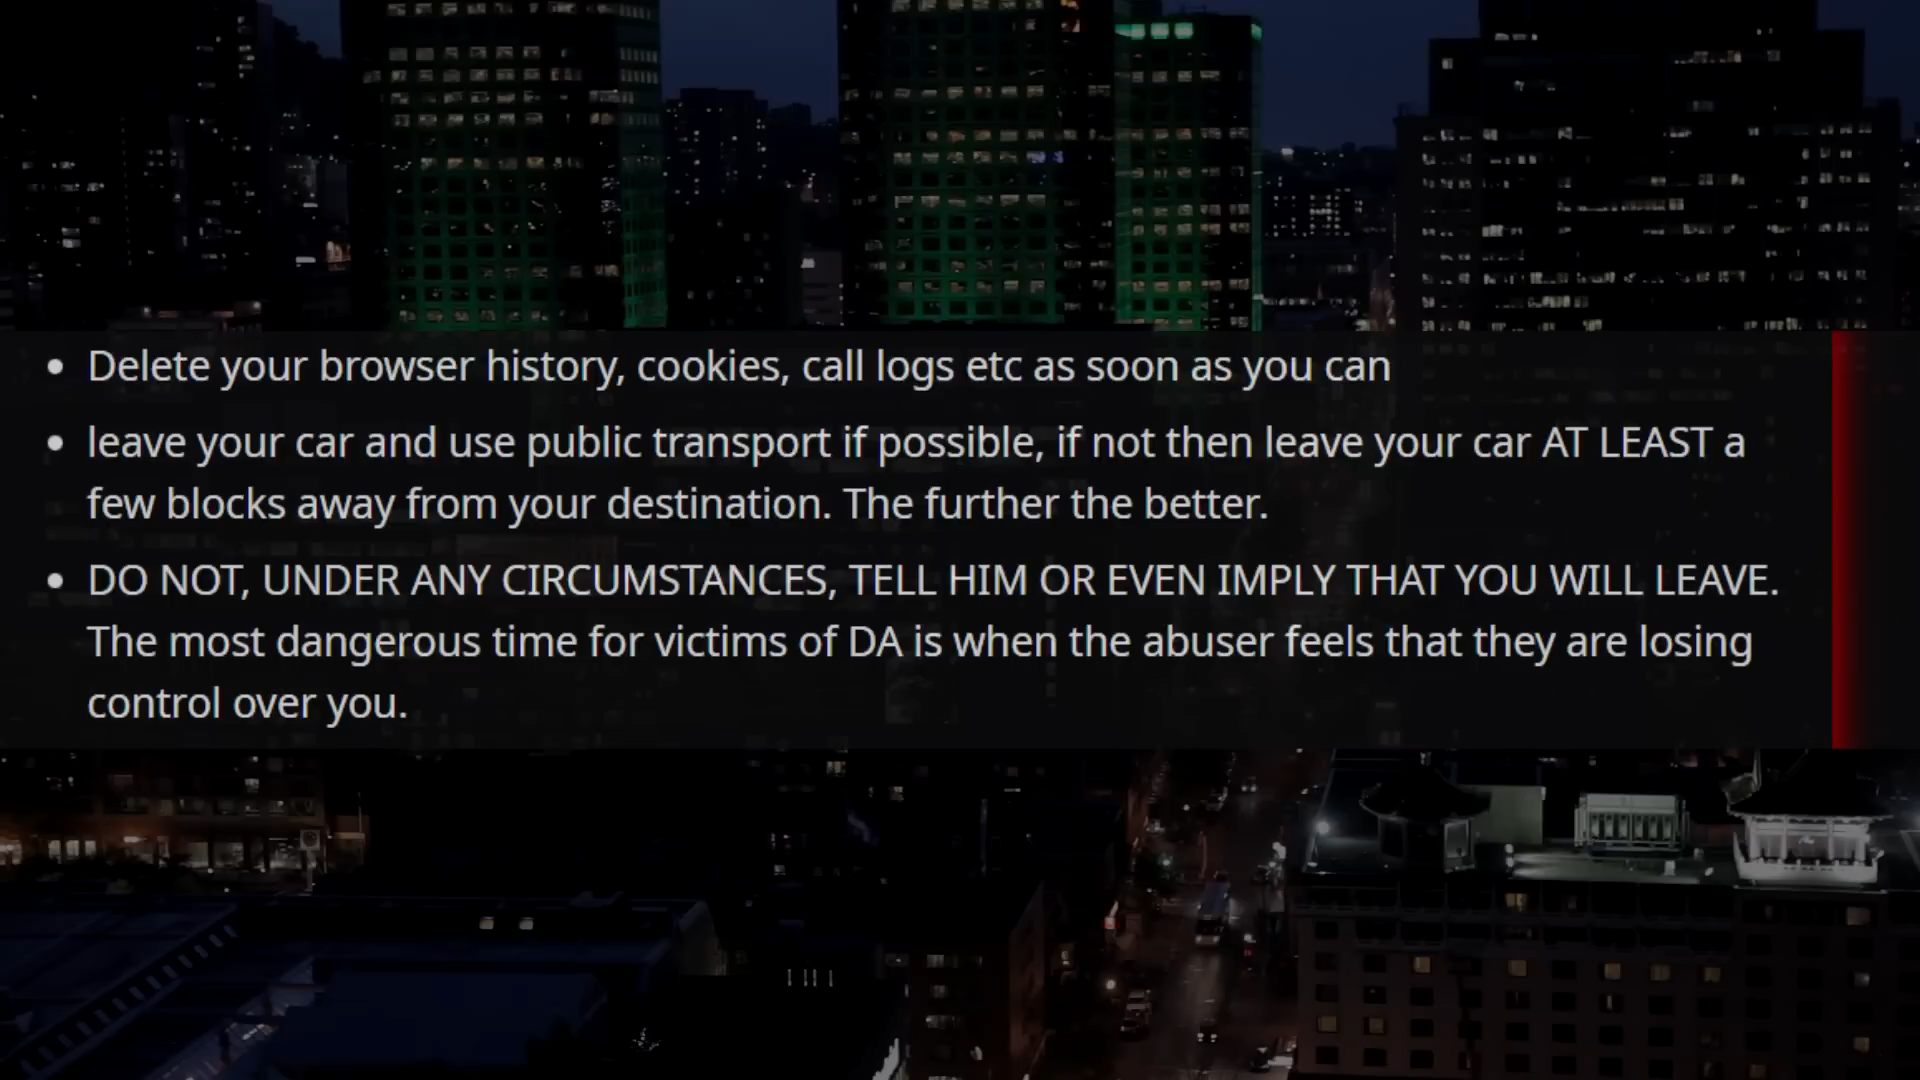 • Delete your browser history, cookies, call logs etc as soon as you can
• leave your car and use public transport if possible, if not then leave your car AT LEAST a
few blocks away from your destination. The further the better.
• DO NOT, UNDER ANY CIRCUMSTANCES, TELL HIM OR EVEN IMPLY THAT YOU WILL LEAVE.
The most dangerous time for victims of DA is when the abuser feels that they are losing
control over you.